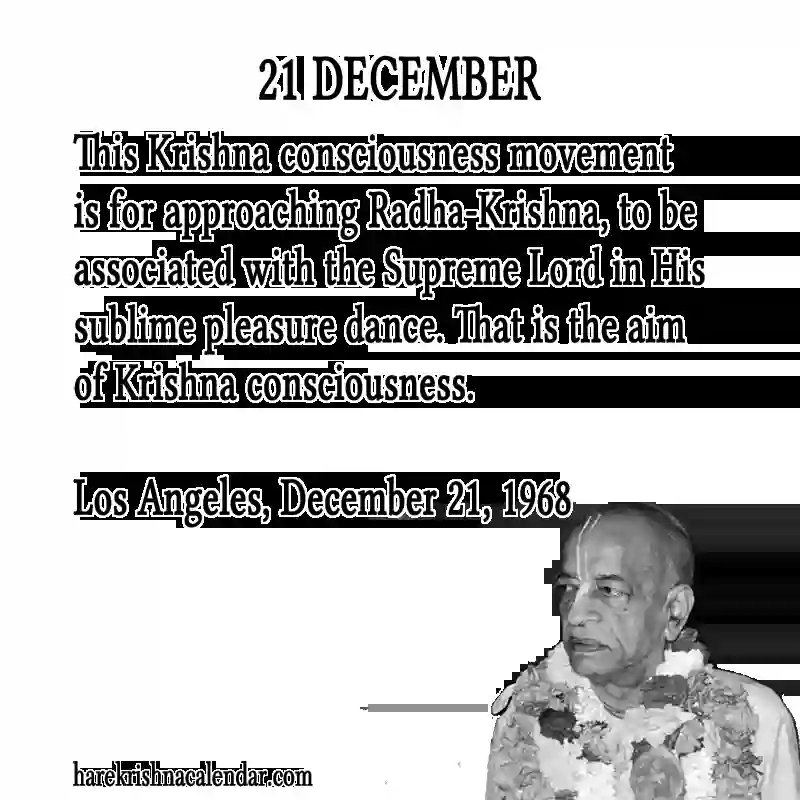 21 DECEMBER
This Krishna consciousness movement
is for approaching Radha-Krishna, to be
associated with the Supreme Lord in His
sublime pleasure dance. That is the aim
of Krishna consciousness.
Los Angeles, December 21, 1968
harekrishnacalendar.com